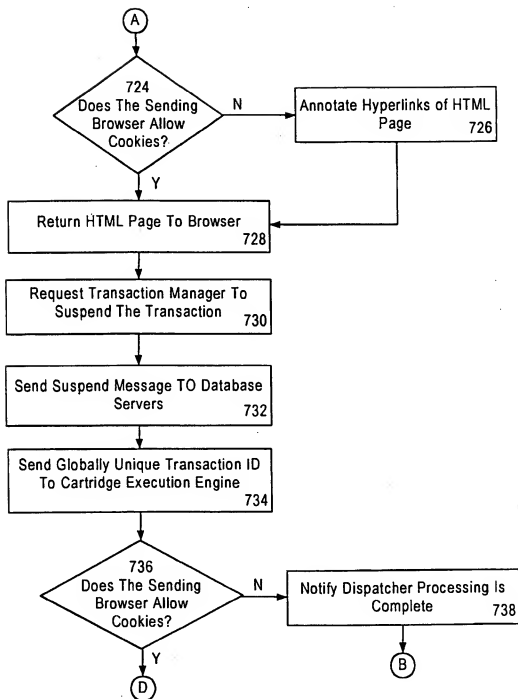 A
724
Does The Sending
Browser Allow
Cookies?
N
Annotate Hyperlinks of HTML
Page
726
Y
Return HTML Page To Browser
728
Request Transaction Manager To
Suspend The Transaction
730
Send Suspend Message TO Database
Servers
732
Send Globally Unique Transaction ID
To Cartridge Execution Engine
734
736
Does The Sending
Browser Allow
Cookies?
N
Notify Dispatcher Processing Is
Complete
738
Y
D
B